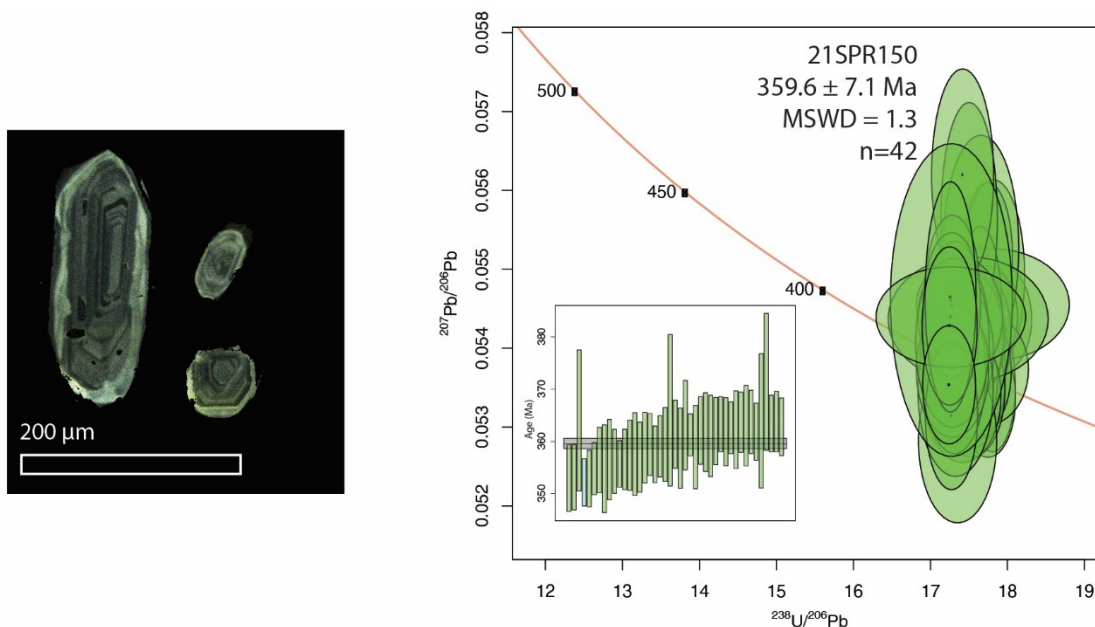 200 µm
0.058
0.057
0.056
0.055
0.054
0.053
0.052
²⁰⁷Pb/²⁰⁶Pb
21SPR150
359.6 ± 7.1 Ma
MSWD = 1.3
n=42
500
450
400
380
370
360
350
Age (Ma)
12 13 14 15 16 17 18 19
²³⁸U/²⁰⁶Pb